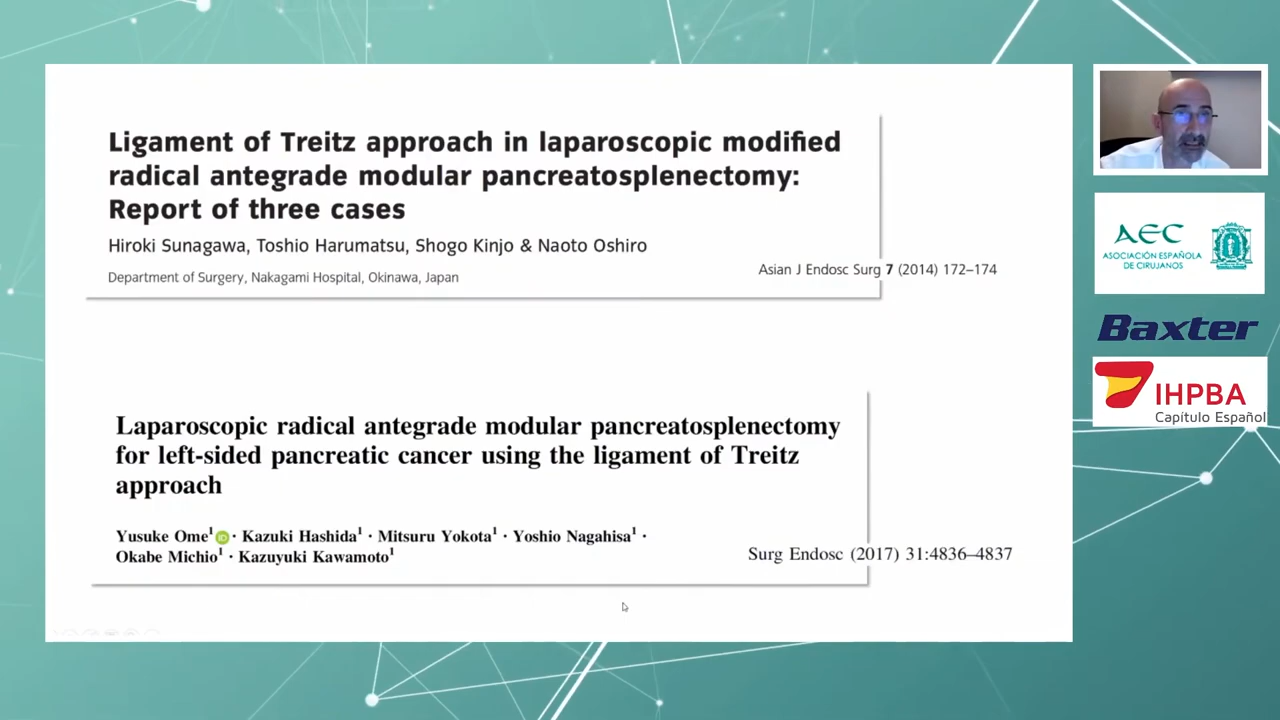 Ligament of Treitz approach in laparoscopic modified
radical antegrade modular pancreatosplenectomy:
Report of three cases
Hiroki Sunagawa, Toshio Harumatsu, Shogo Kinjo & Naoto Oshiro
Department of Surgery, Nakagami Hospital, Okinawa, Japan
Asian J Endosc Surg 7 (2014) 172–174
Laparoscopic radical antegrade modular pancreatosplenectomy
for left-sided pancreatic cancer using the ligament of Treitz
approach
Yusuke Ome1 iD · Kazuki Hashida1 · Mitsuru Yokota1 · Yoshio Nagahisa1 ·
Okabe Michio1 · Kazuyuki Kawamoto1
Surg Endosc (2017) 31:4836–4837
AEC
ASOCIACIÓN ESPAÑOLA
DE CIRUJANOS
Baxter
IHPBA
Capítulo Español